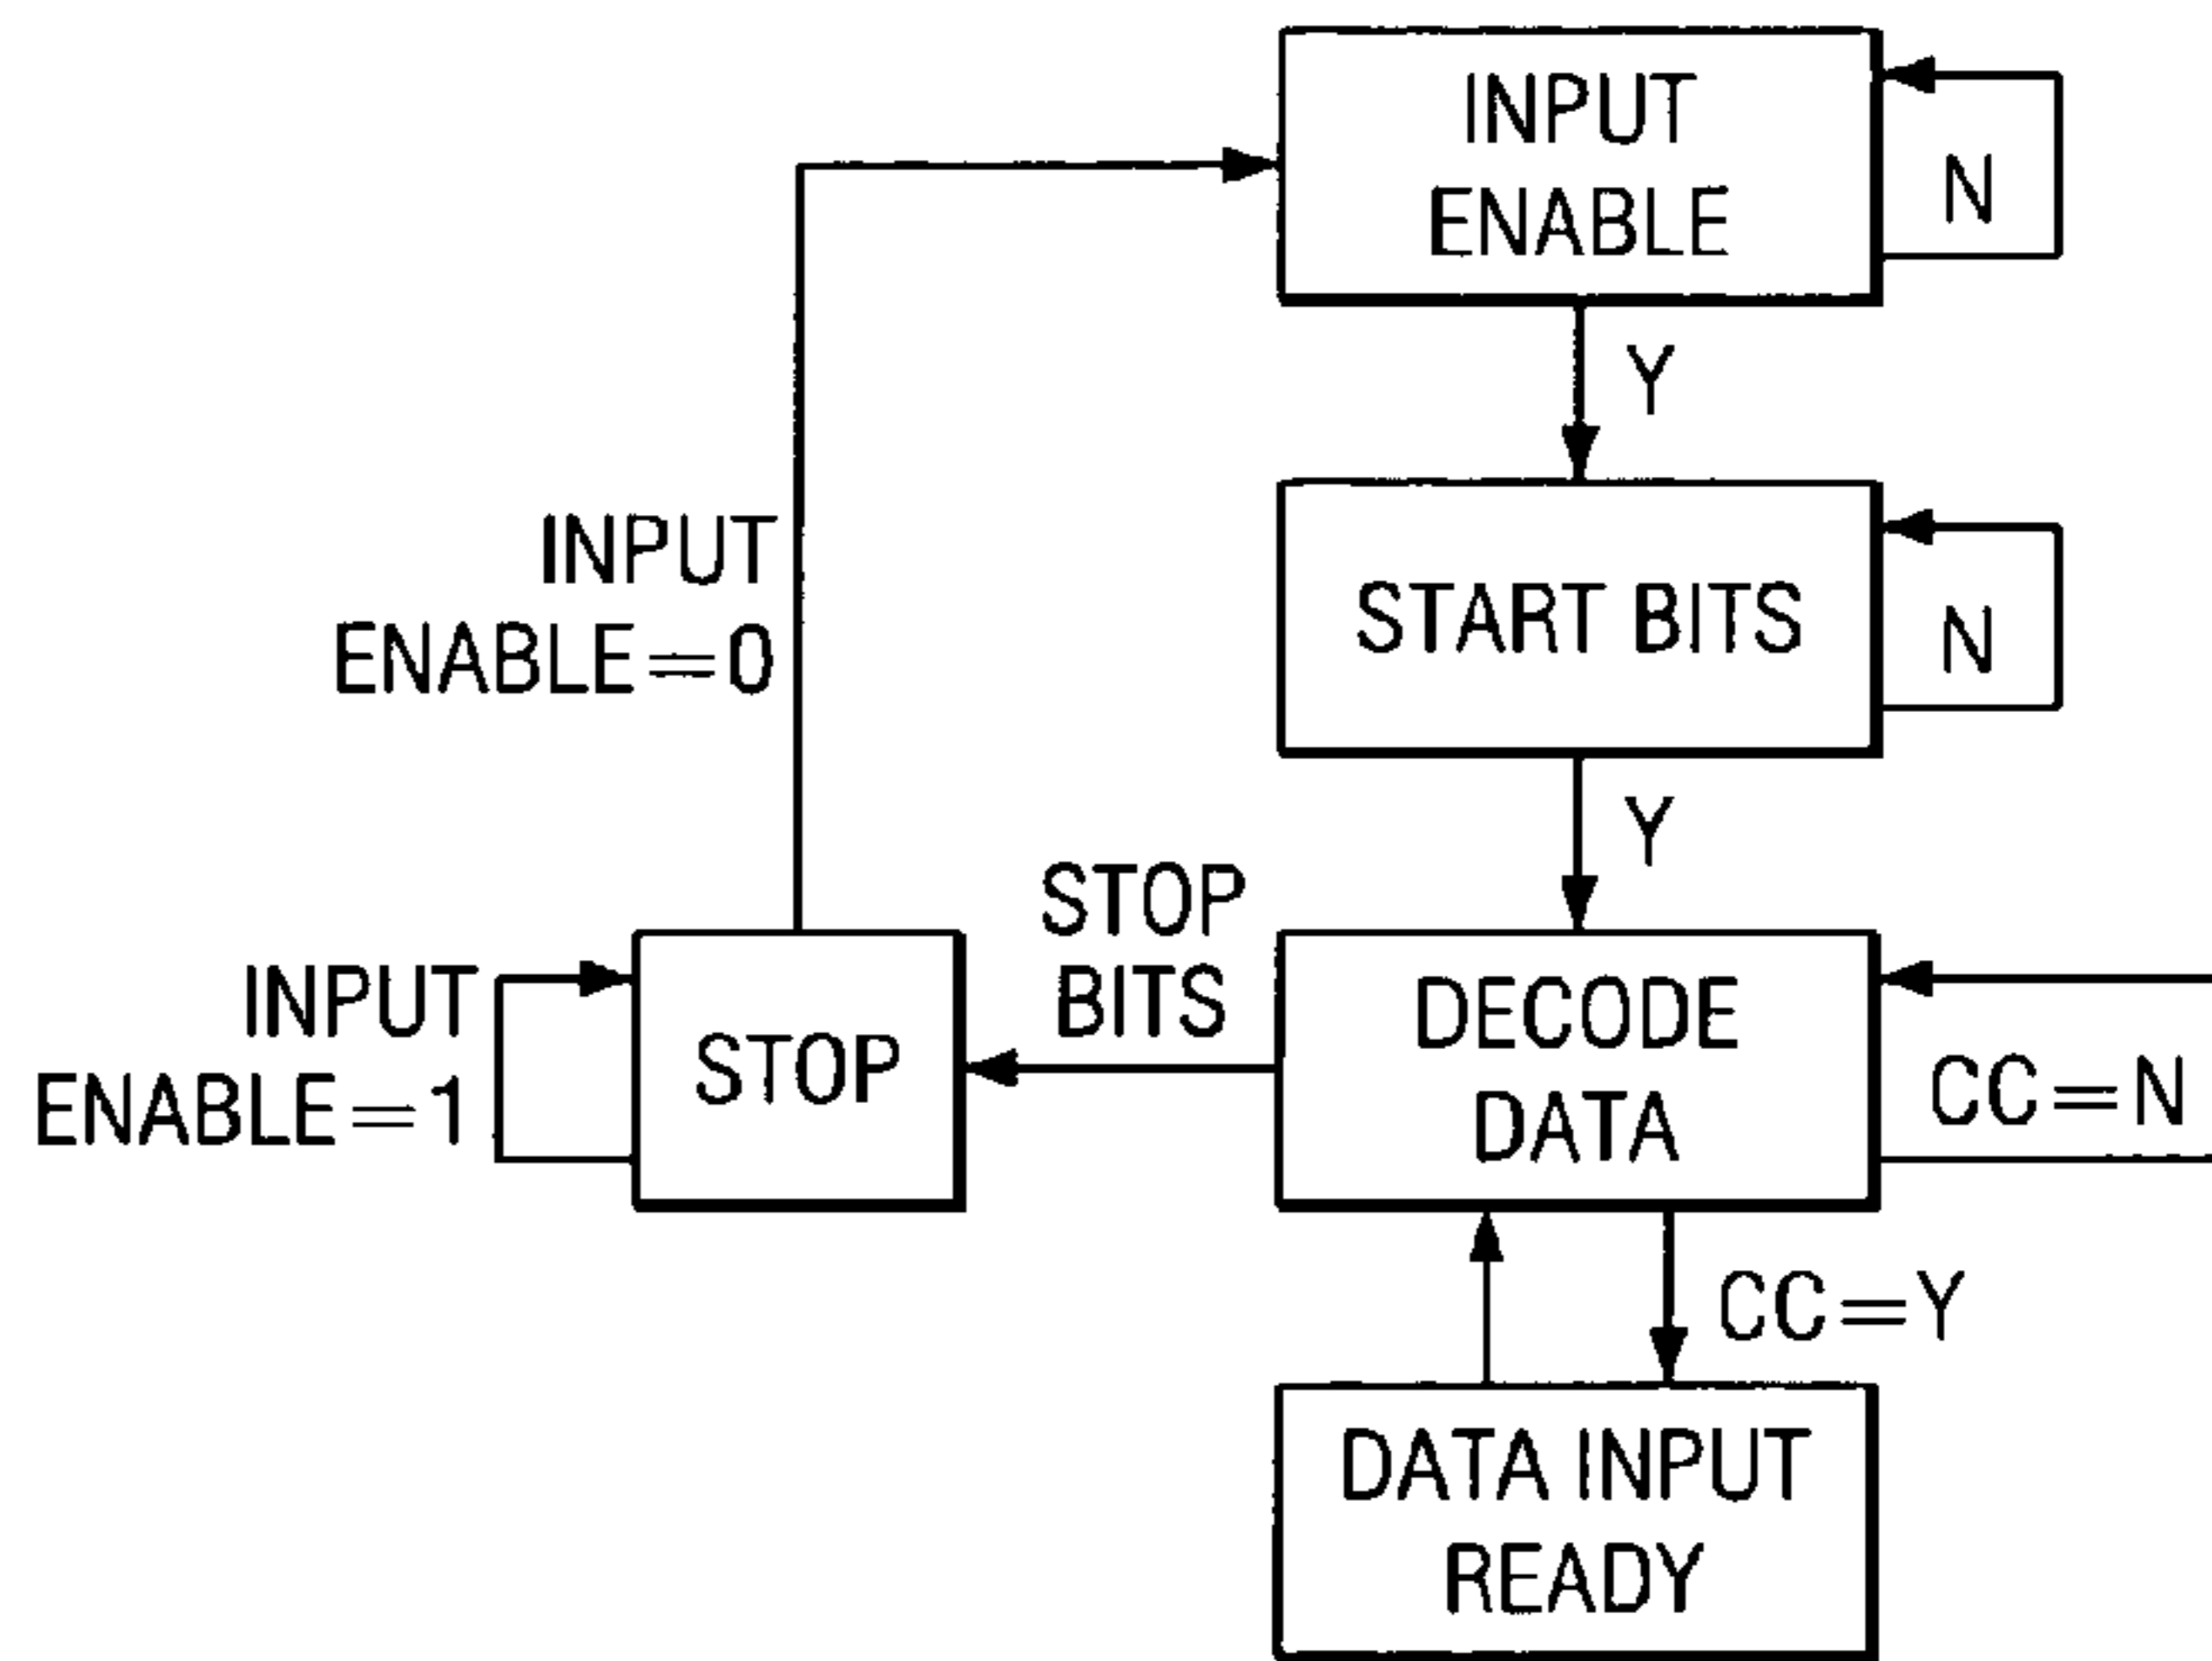 INPUT
ENABLE
N
Y
INPUT
ENABLE=0
START BITS
N
Y
STOP
BITS
INPUT
ENABLE=1
STOP
DECODE
DATA
CC=N
CC=Y
DATA INPUT
READY